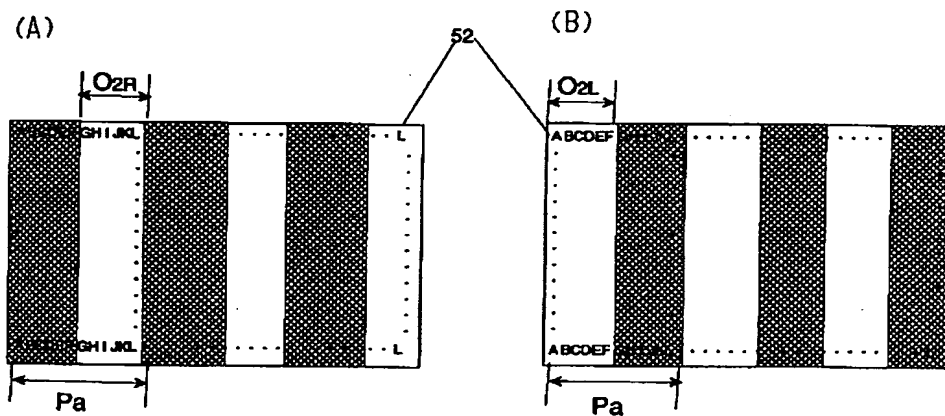 (A)
(B)
52
O2R
O2L
GHIJKL
L
ABCDEF
GHIJKL
L
ABCDEF
Pa
Pa